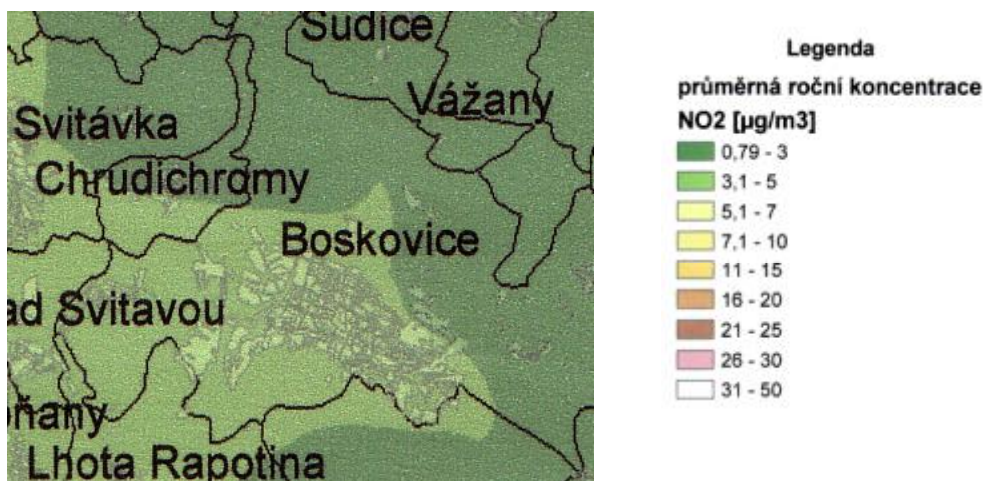 Sudice
Vážany
Svitávka
Chrudichromy
Boskovice
ad Svitavou
oňany
Lhota Rapotina
Legenda
průměrná roční koncentrace
NO2 [µg/m3]
0,79 - 3
3,1 - 5
5,1 - 7
7,1 - 10
11 - 15
16 - 20
21 - 25
26 - 30
31 - 50